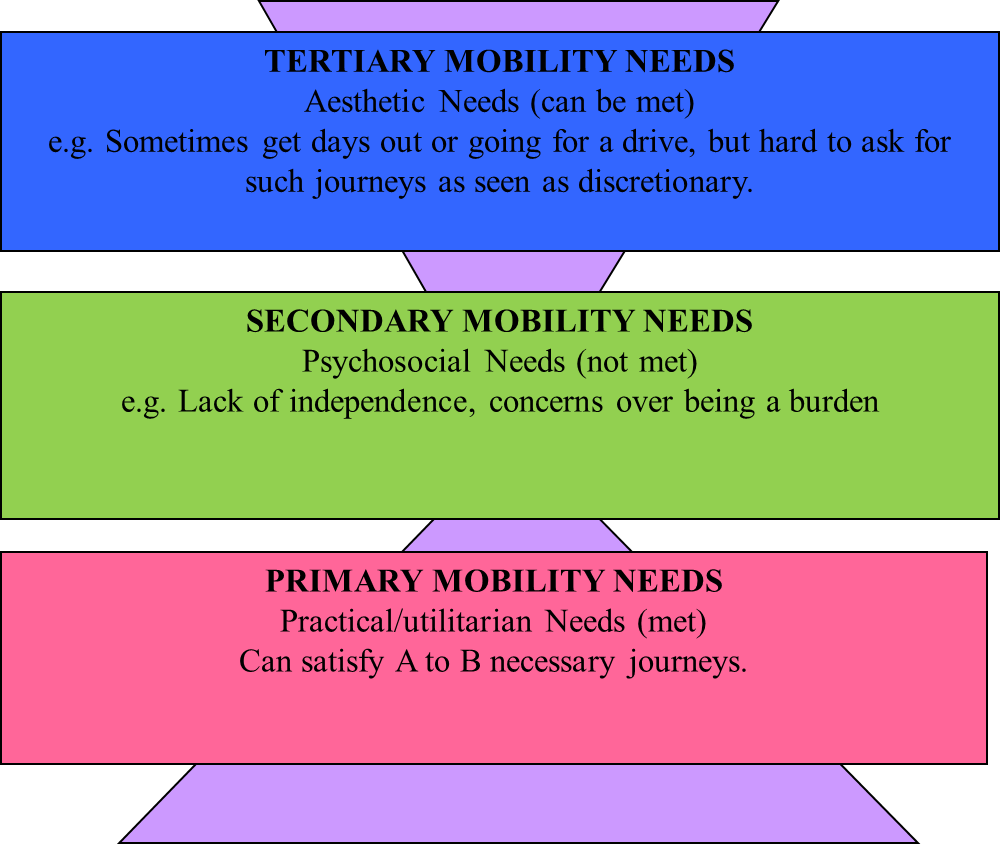 TERTIARY MOBILITY NEEDS
Aesthetic Needs (can be met)
e.g. Sometimes get days out or going for a drive, but hard to ask for
such journeys as seen as discretionary.
SECONDARY MOBILITY NEEDS
Psychosocial Needs (not met)
e.g. Lack of independence, concerns over being a burden
PRIMARY MOBILITY NEEDS
Practical/utilitarian Needs (met)
Can satisfy A to B necessary journeys.